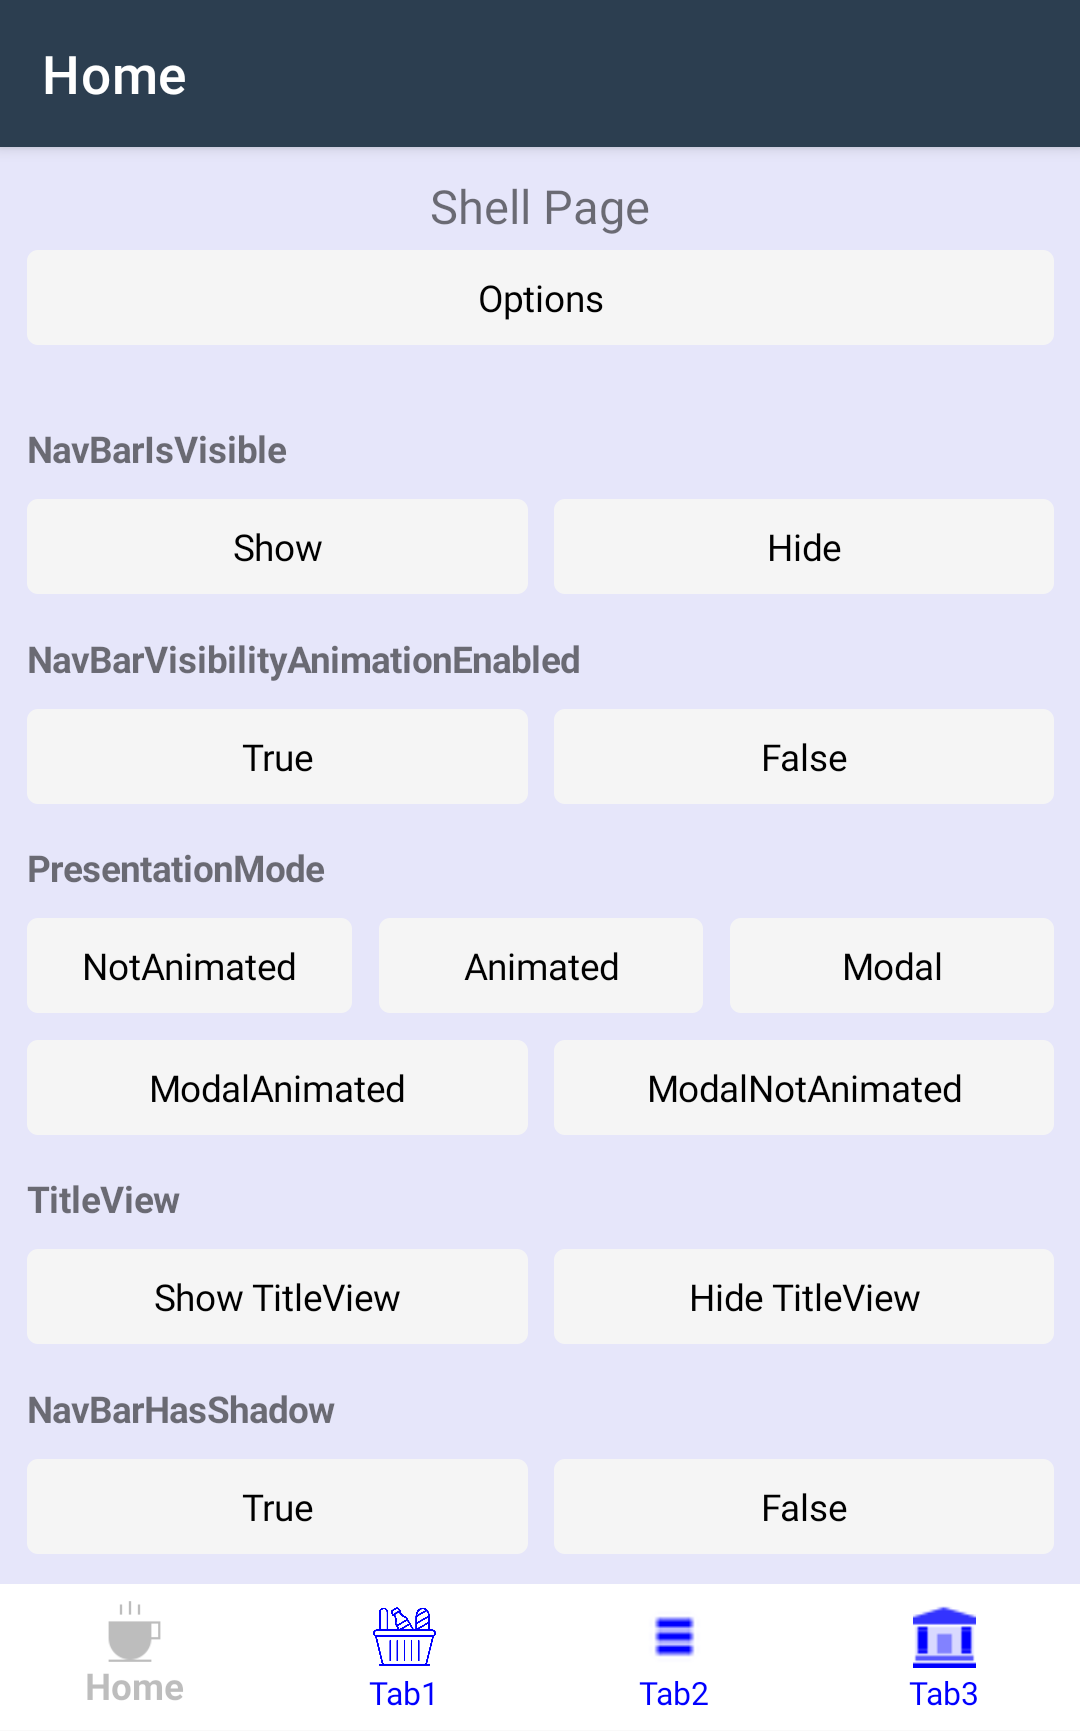 Home
Shell Page
Options
NavBarIsVisible
Show Hide
NavBarVisibilityAnimationEnabled
True False
PresentationMode
NotAnimated Animated Modal
ModalAnimated ModalNotAnimated
TitleView
Show TitleView Hide TitleView
NavBarHasShadow
True False
Home Tab1 Tab2 Tab3